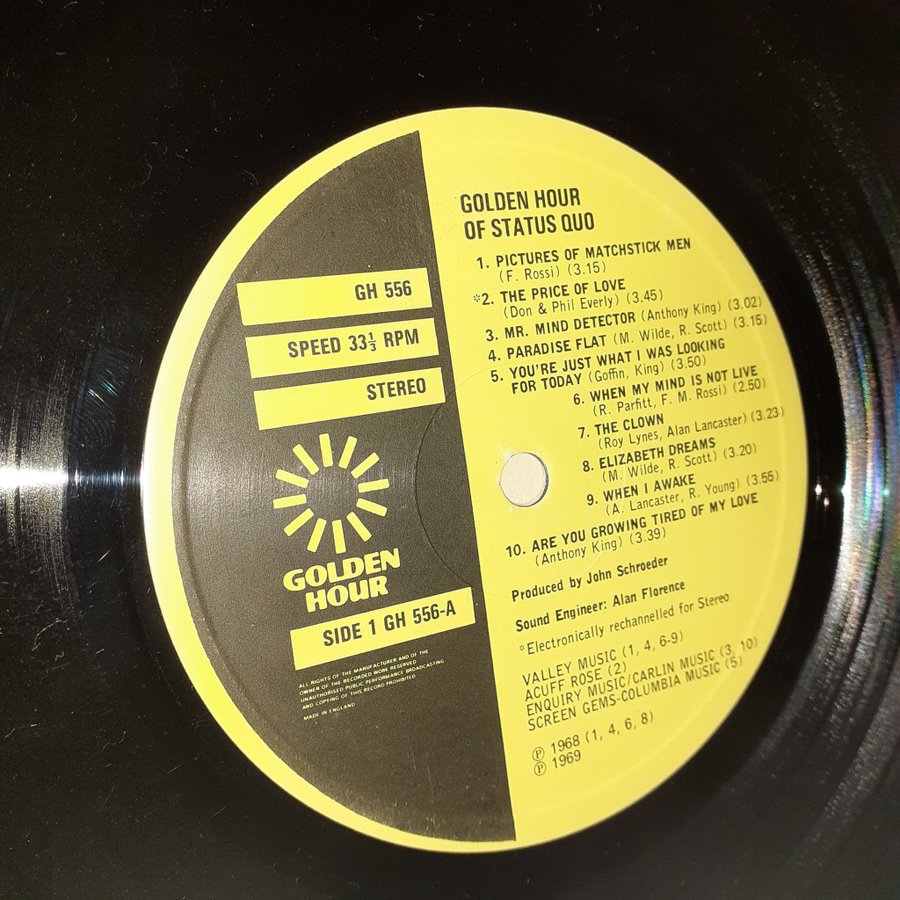 GH 556
SPEED 33⅓ RPM
STEREO
GOLDEN
HOUR
SIDE 1 GH 556-A
ALL RIGHTS OF THE MANUFACTURER AND OF THE
OWNER OF THE RECORDED WORK RESERVED
UNAUTHORISED PUBLIC PERFORMANCE BROADCASTING
AND COPYING OF THIS RECORD PROHIBITED
MADE IN ENGLAND
GOLDEN HOUR
OF STATUS QUO
1. PICTURES OF MATCHSTICK MEN
(F. Rossi) (3.15)
*2. THE PRICE OF LOVE
(Don & Phil Everly) (3.45)
3. MR. MIND DETECTOR (Anthony King) (3.02)
4. PARADISE FLAT (M. Wilde, R. Scott) (3.15)
5. YOU'RE JUST WHAT I WAS LOOKING
FOR TODAY (Goffin, King) (3.50)
6. WHEN MY MIND IS NOT LIVE
(R. Parfitt, F. M. Rossi) (2.50)
7. THE CLOWN
(Roy Lynes, Alan Lancaster) (3.23)
8. ELIZABETH DREAMS
(M. Wilde, R. Scott) (3.20)
9. WHEN I AWAKE
(A. Lancaster, R. Young) (3.55)
10. ARE YOU GROWING TIRED OF MY LOVE
(Anthony King) (3.39)
Produced by John Schroeder
Sound Engineer: Alan Florence
*Electronically rechannelled for Stereo
VALLEY MUSIC (1, 4, 6-9)
ACUFF ROSE (2)
ENQUIRY MUSIC/CARLIN MUSIC (3, 10)
SCREEN GEMS-COLUMBIA MUSIC (5)
℗ 1968 (1, 4, 6, 8)
℗ 1969